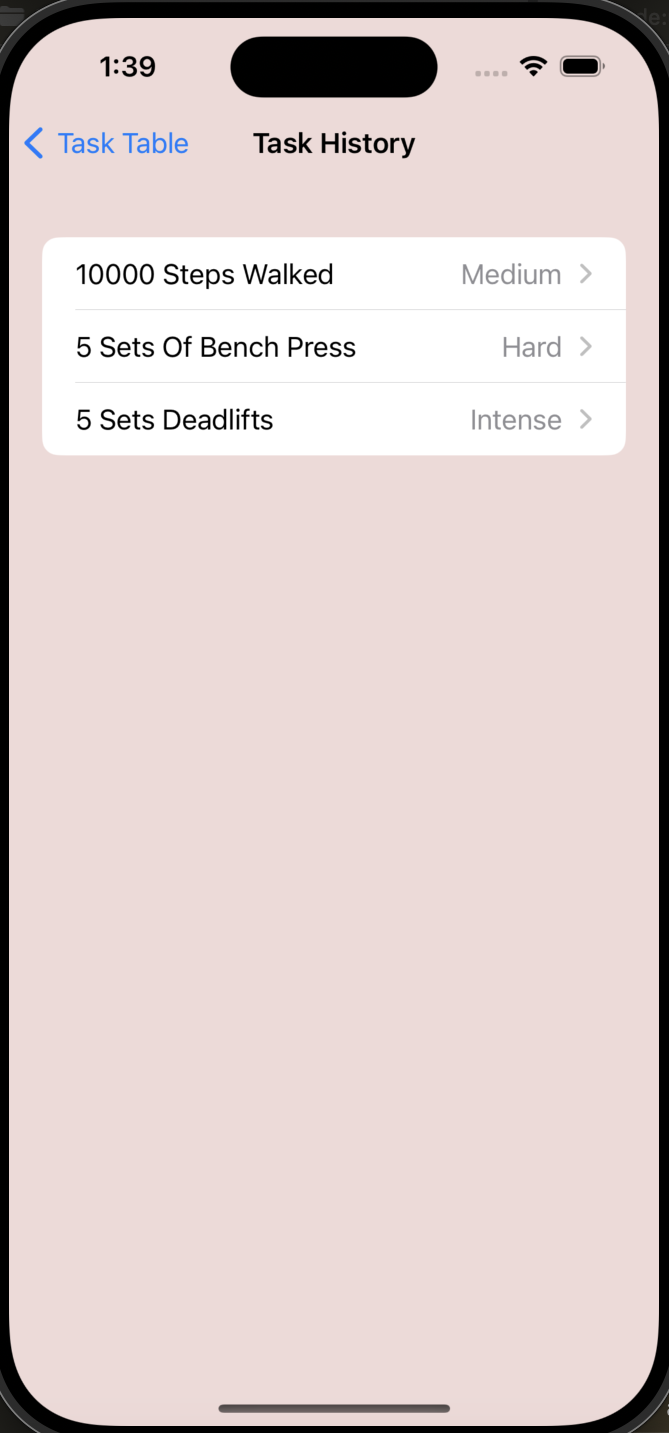 1:39
Task Table
Task History
10000 Steps Walked Medium
5 Sets Of Bench Press Hard
5 Sets Deadlifts Intense